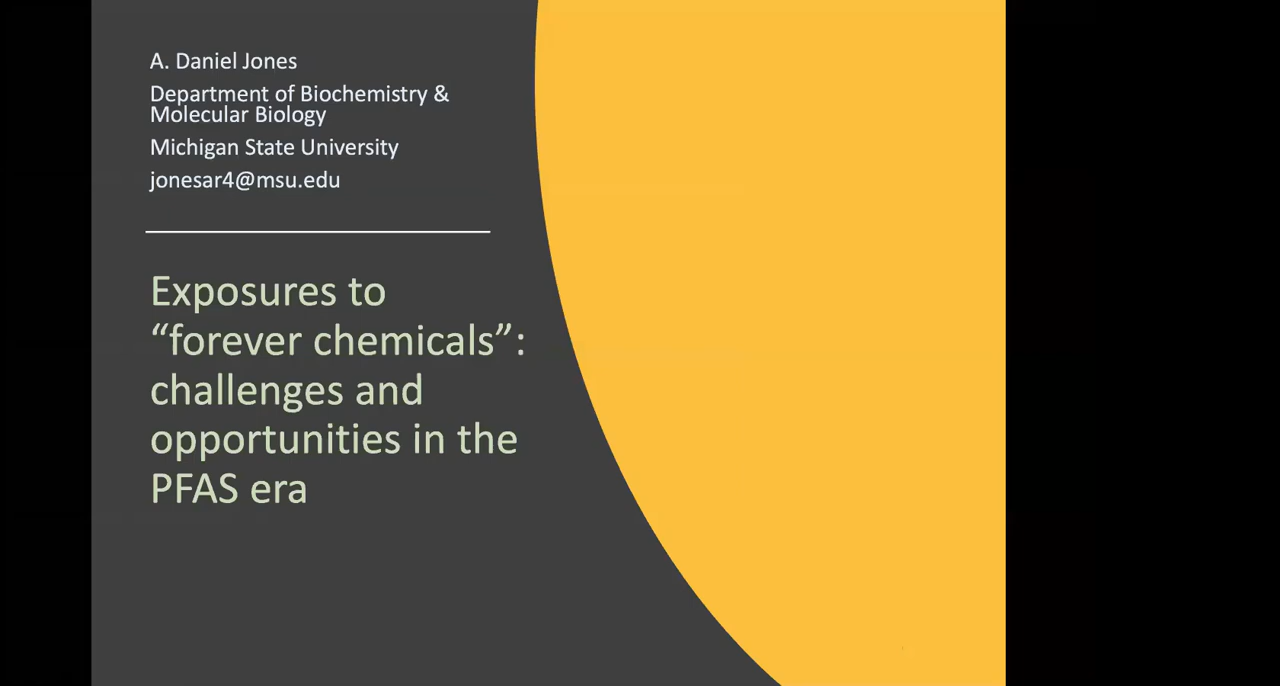 A. Daniel Jones
Department of Biochemistry &
Molecular Biology
Michigan State University
jonesar4@msu.edu
Exposures to
“forever chemicals”:
challenges and
opportunities in the
PFAS era